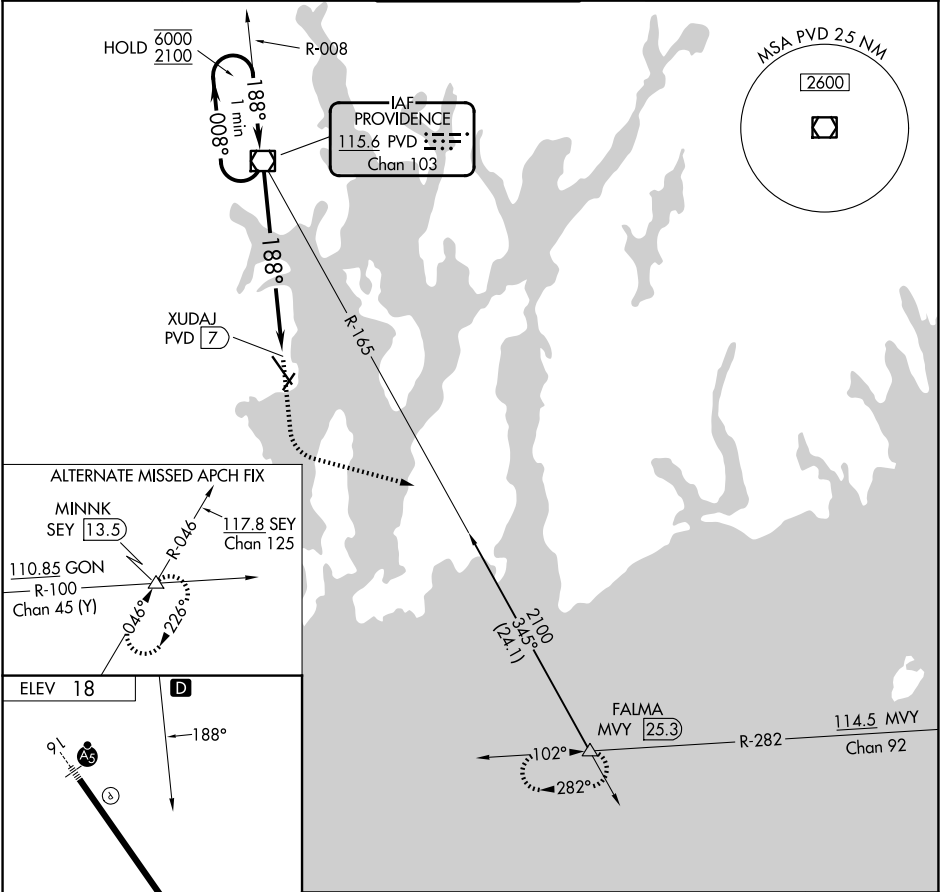 HOLD 6000
2100
R-008
188°
1 min
008°
IAF
PROVIDENCE
115.6 PVD
Chan 103
MSA PVD 25 NM
2600
188°
XUDAJ
PVD 7
R-165
ALTERNATE MISSED APCH FIX
MINNK
SEY 13.5
R-046
117.8 SEY
Chan 125
110.85 GON
R-100
Chan 45 (Y)
046°
226°
2100
345°
(24.1)
FALMA
MVY 25.3
R-282
114.5 MVY
Chan 92
102°
282°
ELEV 18
D
188°
16
A5
P